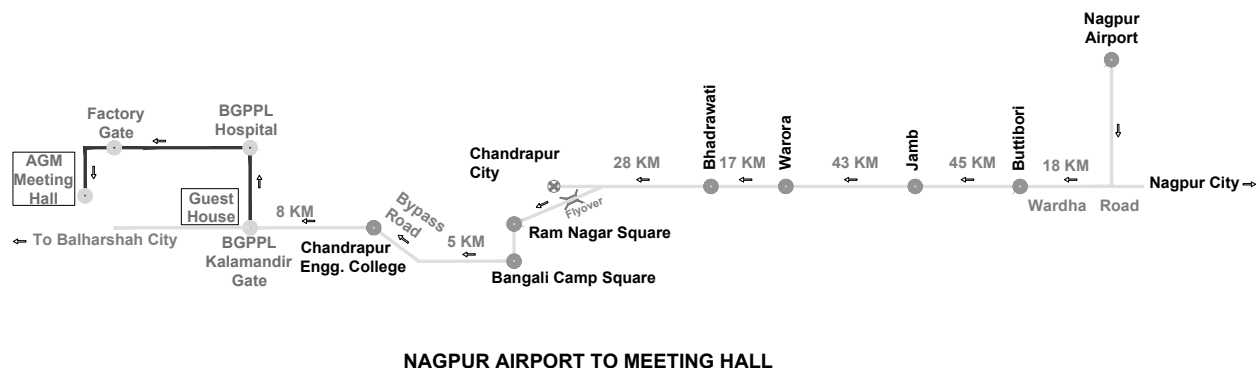 Nagpur
Airport
Factory
Gate
BGPPL
Hospital
AGM
Meeting
Hall
Guest
House
8 KM
To Balharshah City
BGPPL
Kalamandir
Gate
Chandrapur
Engg. College
Bypass
Road
5 KM
Bangali Camp Square
Ram Nagar Square
Chandrapur
City
Flyover
28 KM
Bhadrawati
17 KM
Warora
43 KM
Jamb
45 KM
Buttibori
18 KM
Wardha Road
Nagpur City
NAGPUR AIRPORT TO MEETING HALL